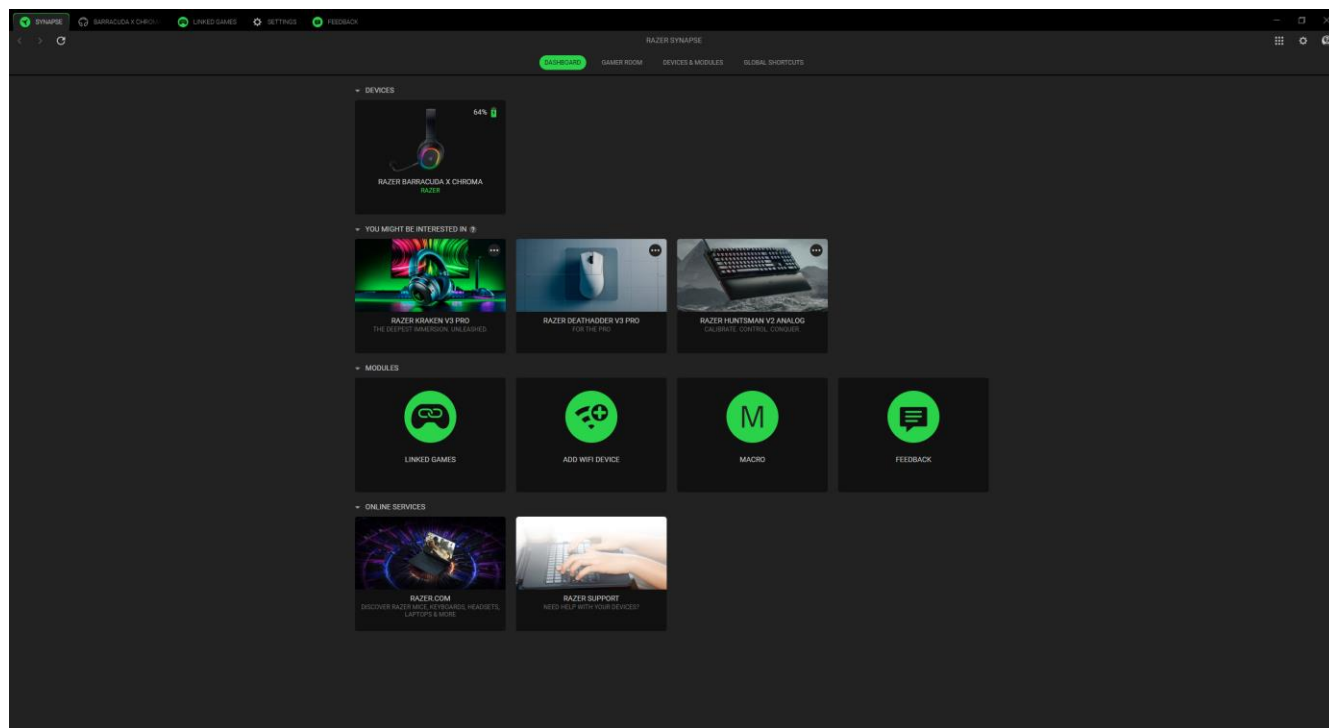 SYNAPSE
BARRACUDA X CHROM
LINKED GAMES
SETTINGS
FEEDBACK
RAZER SYNAPSE
DASHBOARD
GAMER ROOM
DEVICES & MODULES
GLOBAL SHORTCUTS
DEVICES
64%
RAZER BARRACUDA X CHROMA
RAZER
YOU MIGHT BE INTERESTED IN ?
RAZER KRAKEN V3 PRO
THE DEEPEST IMMERSION. UNLEASHED.
RAZER DEATHADDER V3 PRO
FOR THE PRO
RAZER HUNTSMAN V2 ANALOG
CALIBRATE. CONTROL. CONQUER
MODULES
LINKED GAMES
ADD WIFI DEVICE
M
MACRO
FEEDBACK
ONLINE SERVICES
RAZER.COM
DISCOVER RAZER MICE, KEYBOARDS, HEADSETS,
LAPTOPS & MORE
RAZER SUPPORT
NEED HELP WITH YOUR DEVICES?